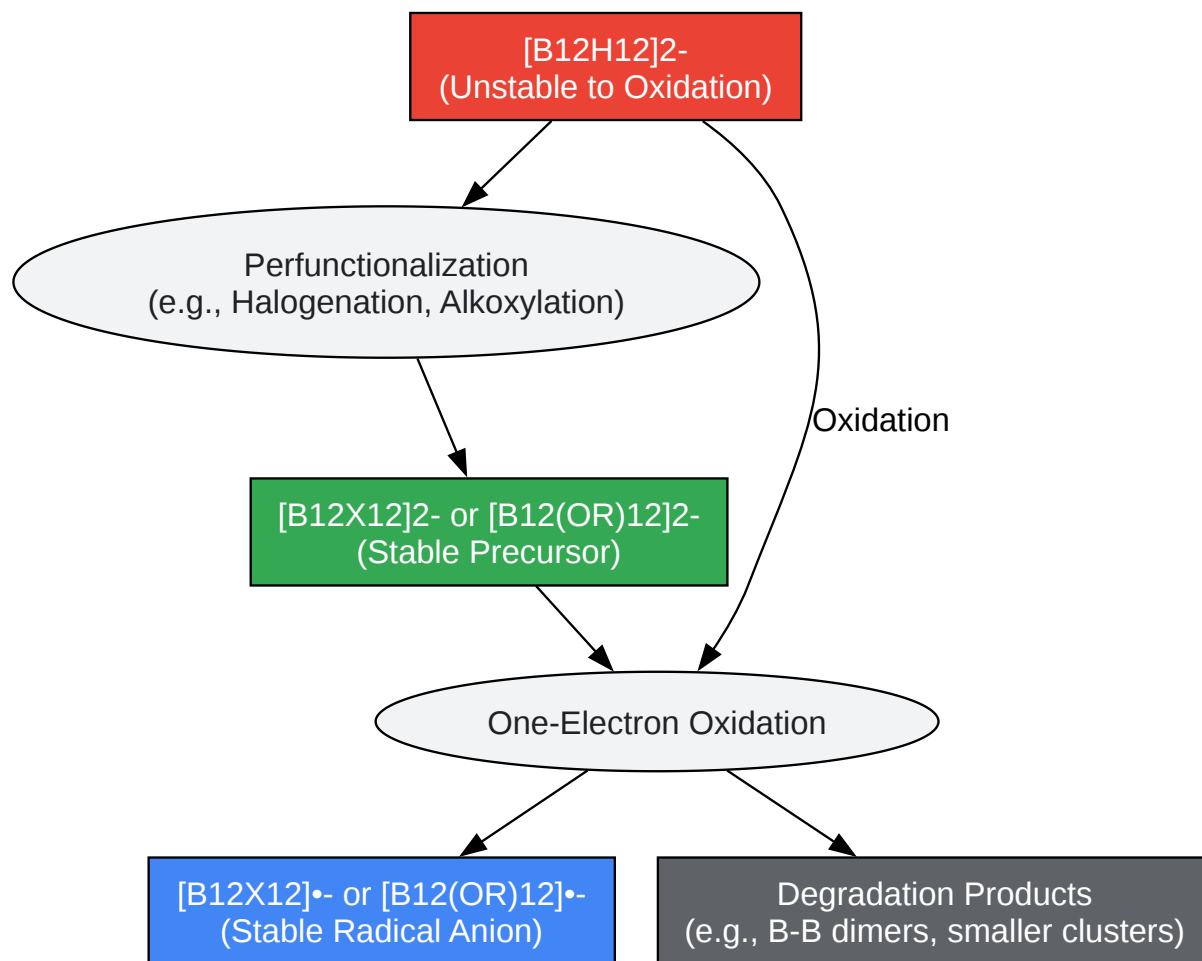 [B12H12]2-
(Unstable to Oxidation)
Perfunctionalization
(e.g., Halogenation, Alkoxylation)
Oxidation
[B12X12]2- or [B12(OR)12]2-
(Stable Precursor)
One-Electron Oxidation
[B12X12]•- or [B12(OR)12]•-
(Stable Radical Anion)
Degradation Products
(e.g., B-B dimers, smaller clusters)